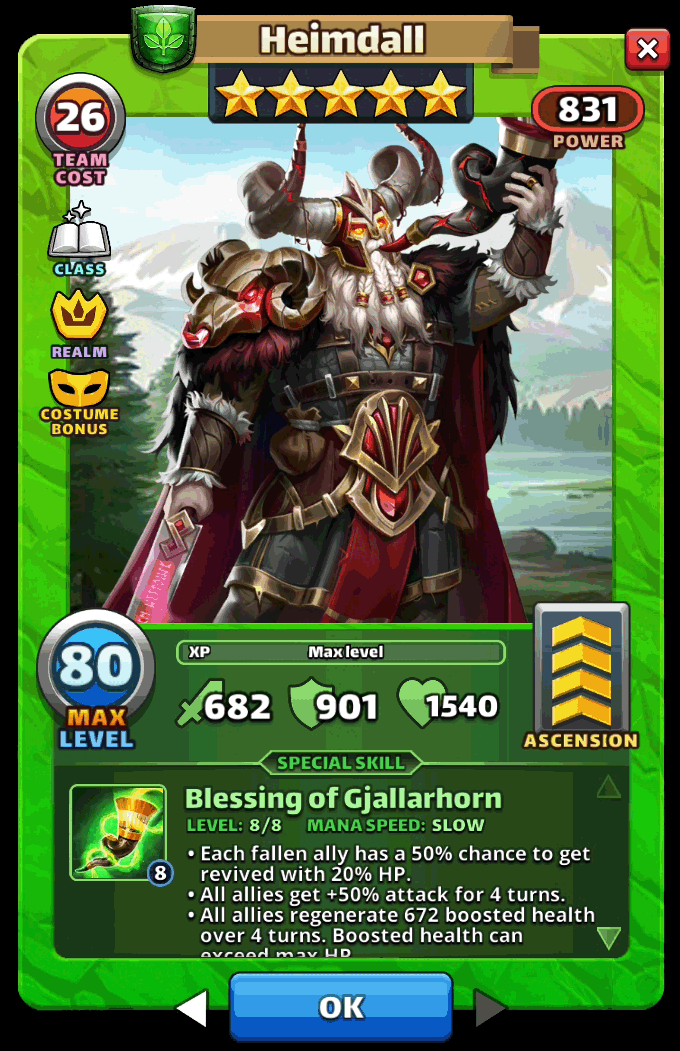 Heimdall
26
TEAM
COST
831
POWER
CLASS
REALM
COSTUME
BONUS
80
MAX
LEVEL
XP Max level
682 901 1540
ASCENSION
SPECIAL SKILL
8
Blessing of Gjallarhorn
LEVEL: 8/8 MANA SPEED: SLOW
• Each fallen ally has a 50% chance to get
revived with 20% HP.
• All allies get +50% attack for 4 turns.
• All allies regenerate 672 boosted health
over 4 turns. Boosted health can
exceed max HP.
OK